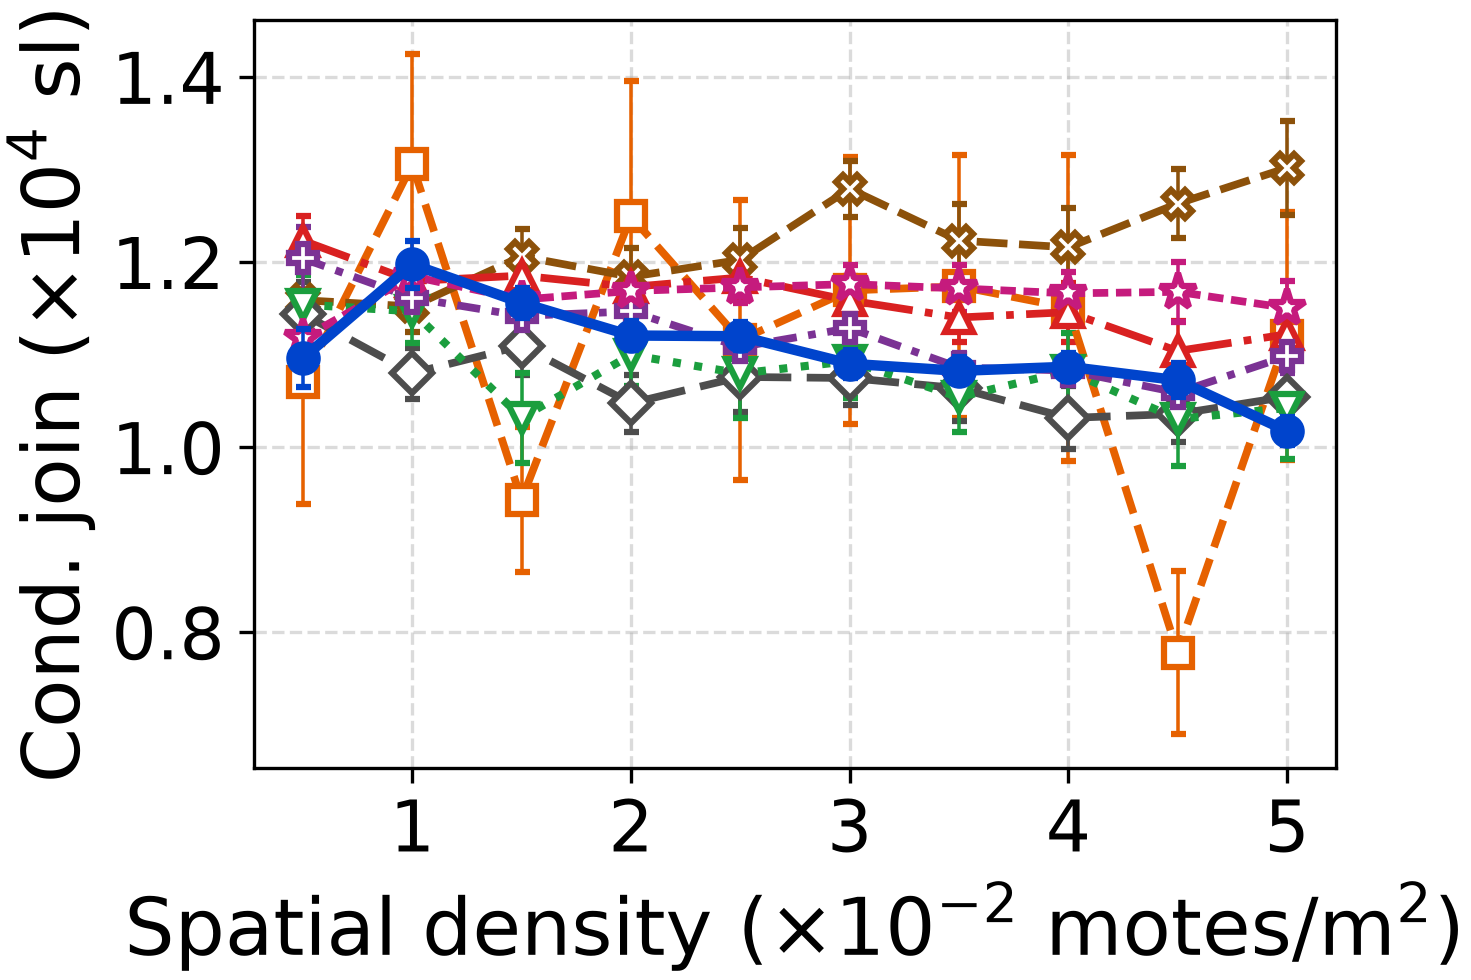 Cond. join (×10⁴ sl)
1.4
1.2
1.0
0.8
1 2 3 4 5
Spatial density (×10⁻² motes/m²)